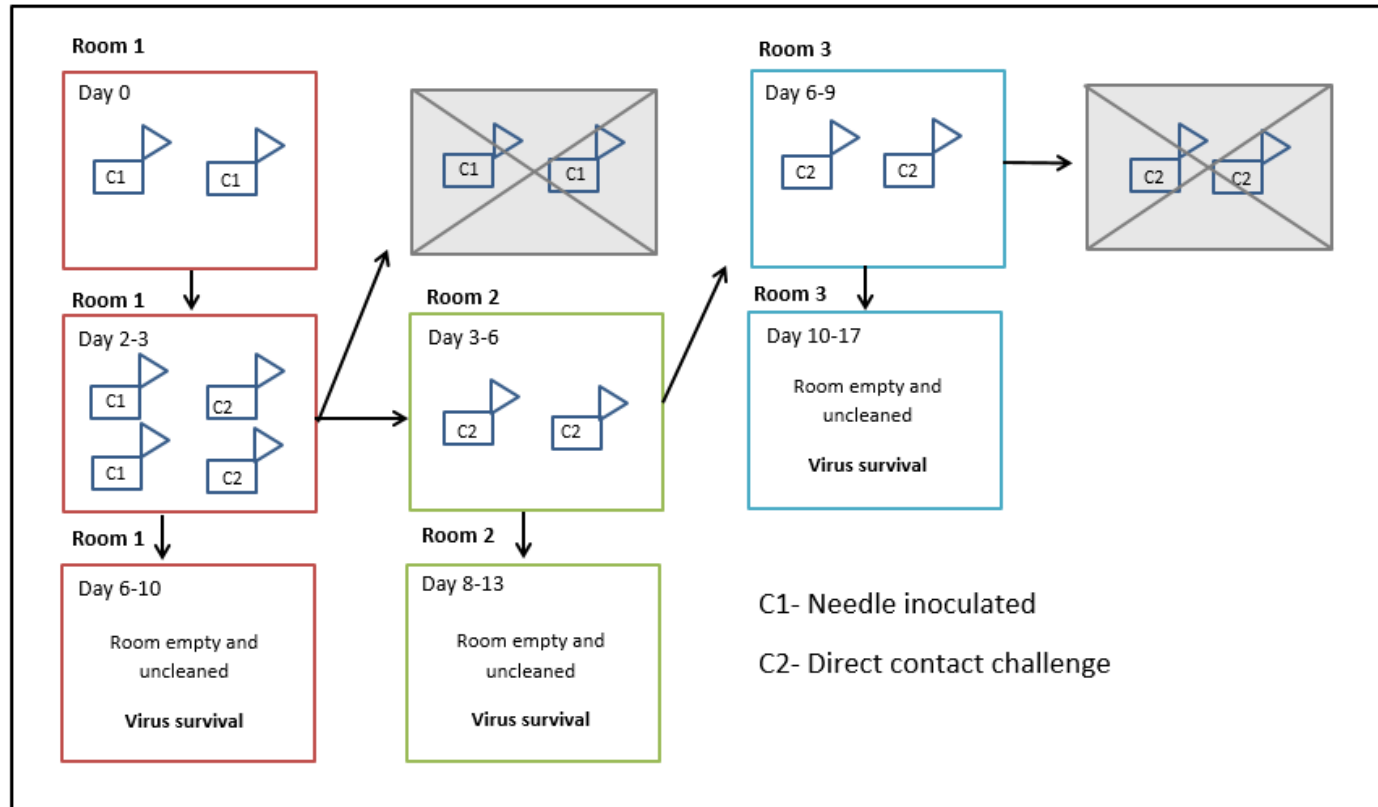 Room 1
Day 0
C1
C1
C1
C1
Room 3
Day 6-9
C2
C2
C2
C2
Room 1
Day 2-3
C1
C2
C1
C2
Room 2
Day 3-6
C2
C2
Room 3
Day 10-17
Room empty and
uncleaned
Virus survival
Room 1
Day 6-10
Room empty and
uncleaned
Virus survival
Room 2
Day 8-13
Room empty and
uncleaned
Virus survival
C1- Needle inoculated
C2- Direct contact challenge